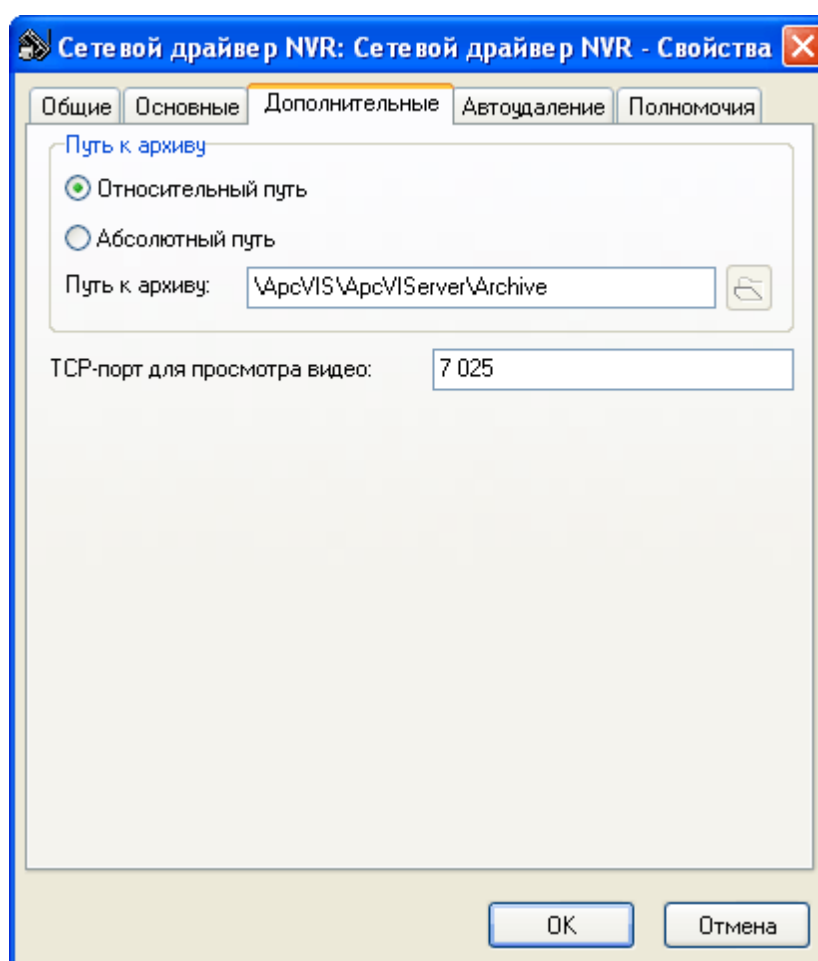 Сетевой драйвер NVR: Сетевой драйвер NVR - Свойства
Общие Основные Дополнительные Автоудаление Полномочия
Путь к архиву
Относительный путь
Абсолютный путь
Путь к архиву: \ApcVIS\ApcVIServer\Archive
TCP-порт для просмотра видео: 7 025
OK Отмена